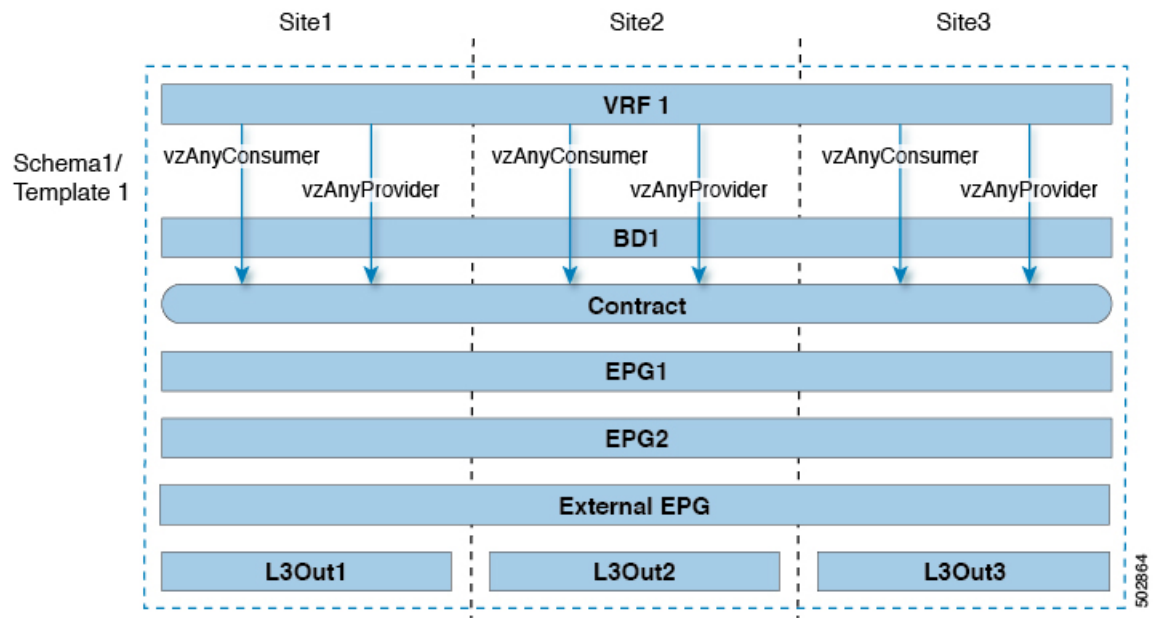 Site1 Site2 Site3
VRF 1
Schema1/
Template 1
vzAnyConsumer vzAnyConsumer vzAnyConsumer
vzAnyProvider vzAnyProvider vzAnyProvider
BD1
Contract
EPG1
EPG2
External EPG
L3Out1 L3Out2 L3Out3
502864